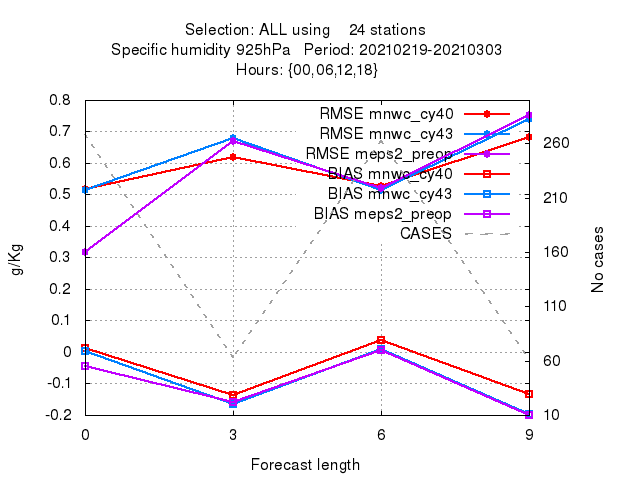 Selection: ALL using 24 stations
Specific humidity 925hPa Period: 20210219-20210303
Hours: {00,06,12,18}
RMSE mnwc_cy40
RMSE mnwc_cy43
RMSE meps2_preop
BIAS mnwc_cy40
BIAS mnwc_cy43
BIAS meps2_preop
CASES
g/Kg
0.8
0.7
0.6
0.5
0.4
0.3
0.2
0.1
0
-0.1
-0.2
No cases
260
210
160
110
60
10
0 3 6 9
Forecast length